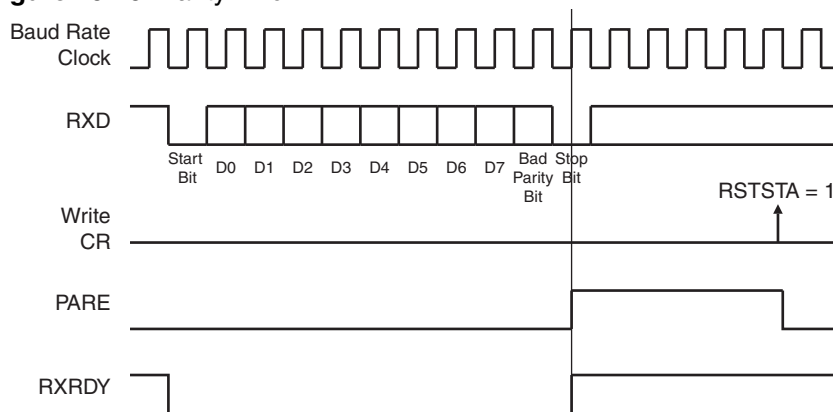 Baud Rate
Clock
RXD
Start
Bit
D0 D1 D2 D3 D4 D5 D6 D7
Bad
Parity
Bit
Stop
Bit
RSTSTA = 1
Write
CR
PARE
RXRDY